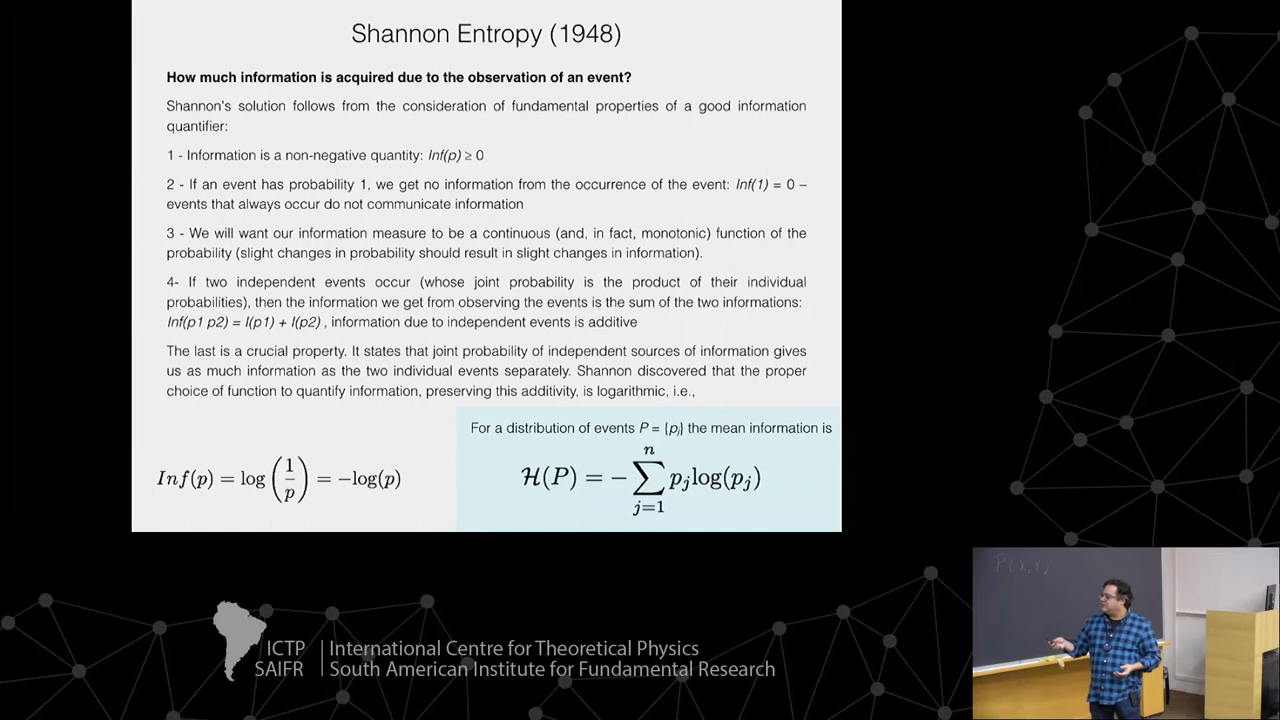 Shannon Entropy (1948)
How much information is acquired due to the observation of an event?
Shannon's solution follows from the consideration of fundamental properties of a good information
quantifier:
1 - Information is a non-negative quantity: Inf(p) ≥ 0
2 - If an event has probability 1, we get no information from the occurrence of the event: Inf(1) = 0 –
events that always occur do not communicate information
3 - We will want our information measure to be a continuous (and, in fact, monotonic) function of the
probability (slight changes in probability should result in slight changes in information).
4- If two independent events occur (whose joint probability is the product of their individual
probabilities), then the information we get from observing the events is the sum of the two informations:
Inf(p1 p2) = I(p1) + I(p2) , information due to independent events is additive
The last is a crucial property. It states that joint probability of independent sources of information gives
us as much information as the two individual events separately. Shannon discovered that the proper
choice of function to quantify information, preserving this additivity, is logarithmic, i.e.,
Inf(p) = log(1/p) = −log(p)
For a distribution of events P = {pj} the mean information is
H(P) = − ∑_{j=1}^{n} p_j log(p_j)
P(X,Y)
ICTP | International Centre for Theoretical Physics
SAIFR | South American Institute for Fundamental Research